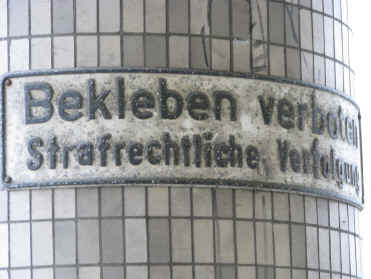 Bekleben verboten
Strafrechtliche Verfolgung